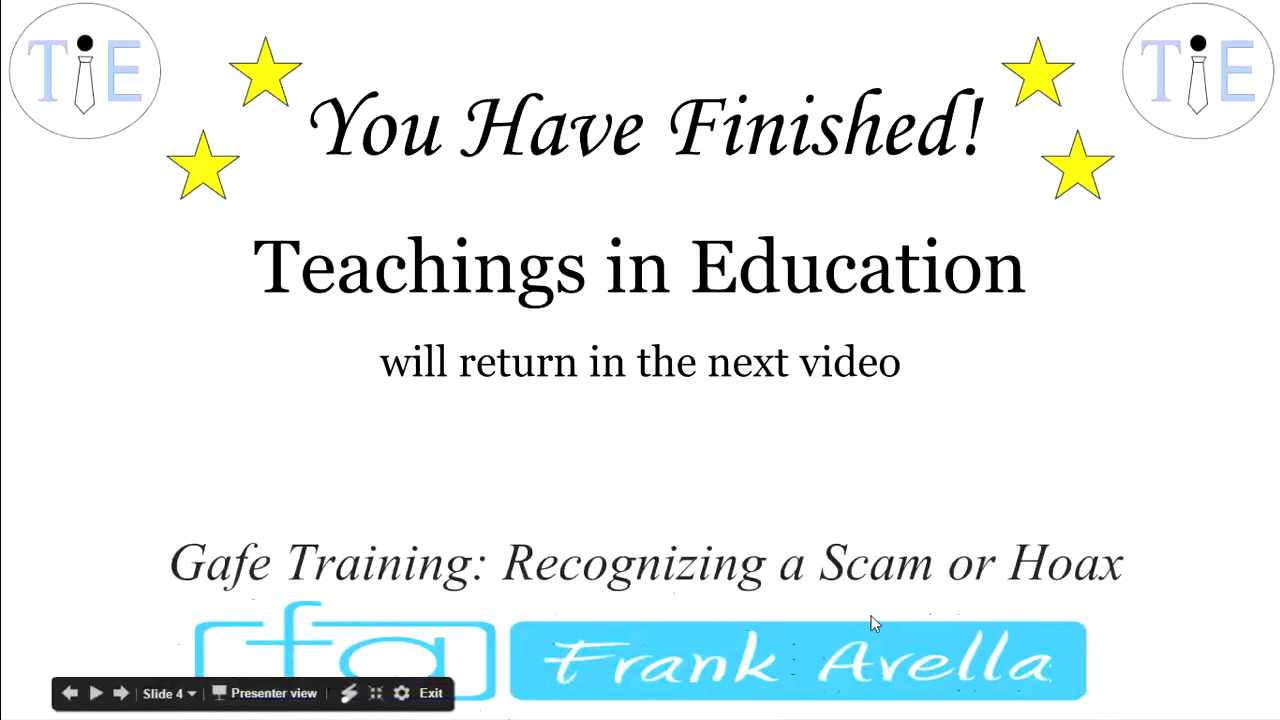 TiE
TiE
You Have Finished!
Teachings in Education
will return in the next video
Gafe Training: Recognizing a Scam or Hoax
fa
Frank Avella
Slide 4
Presenter view
Exit